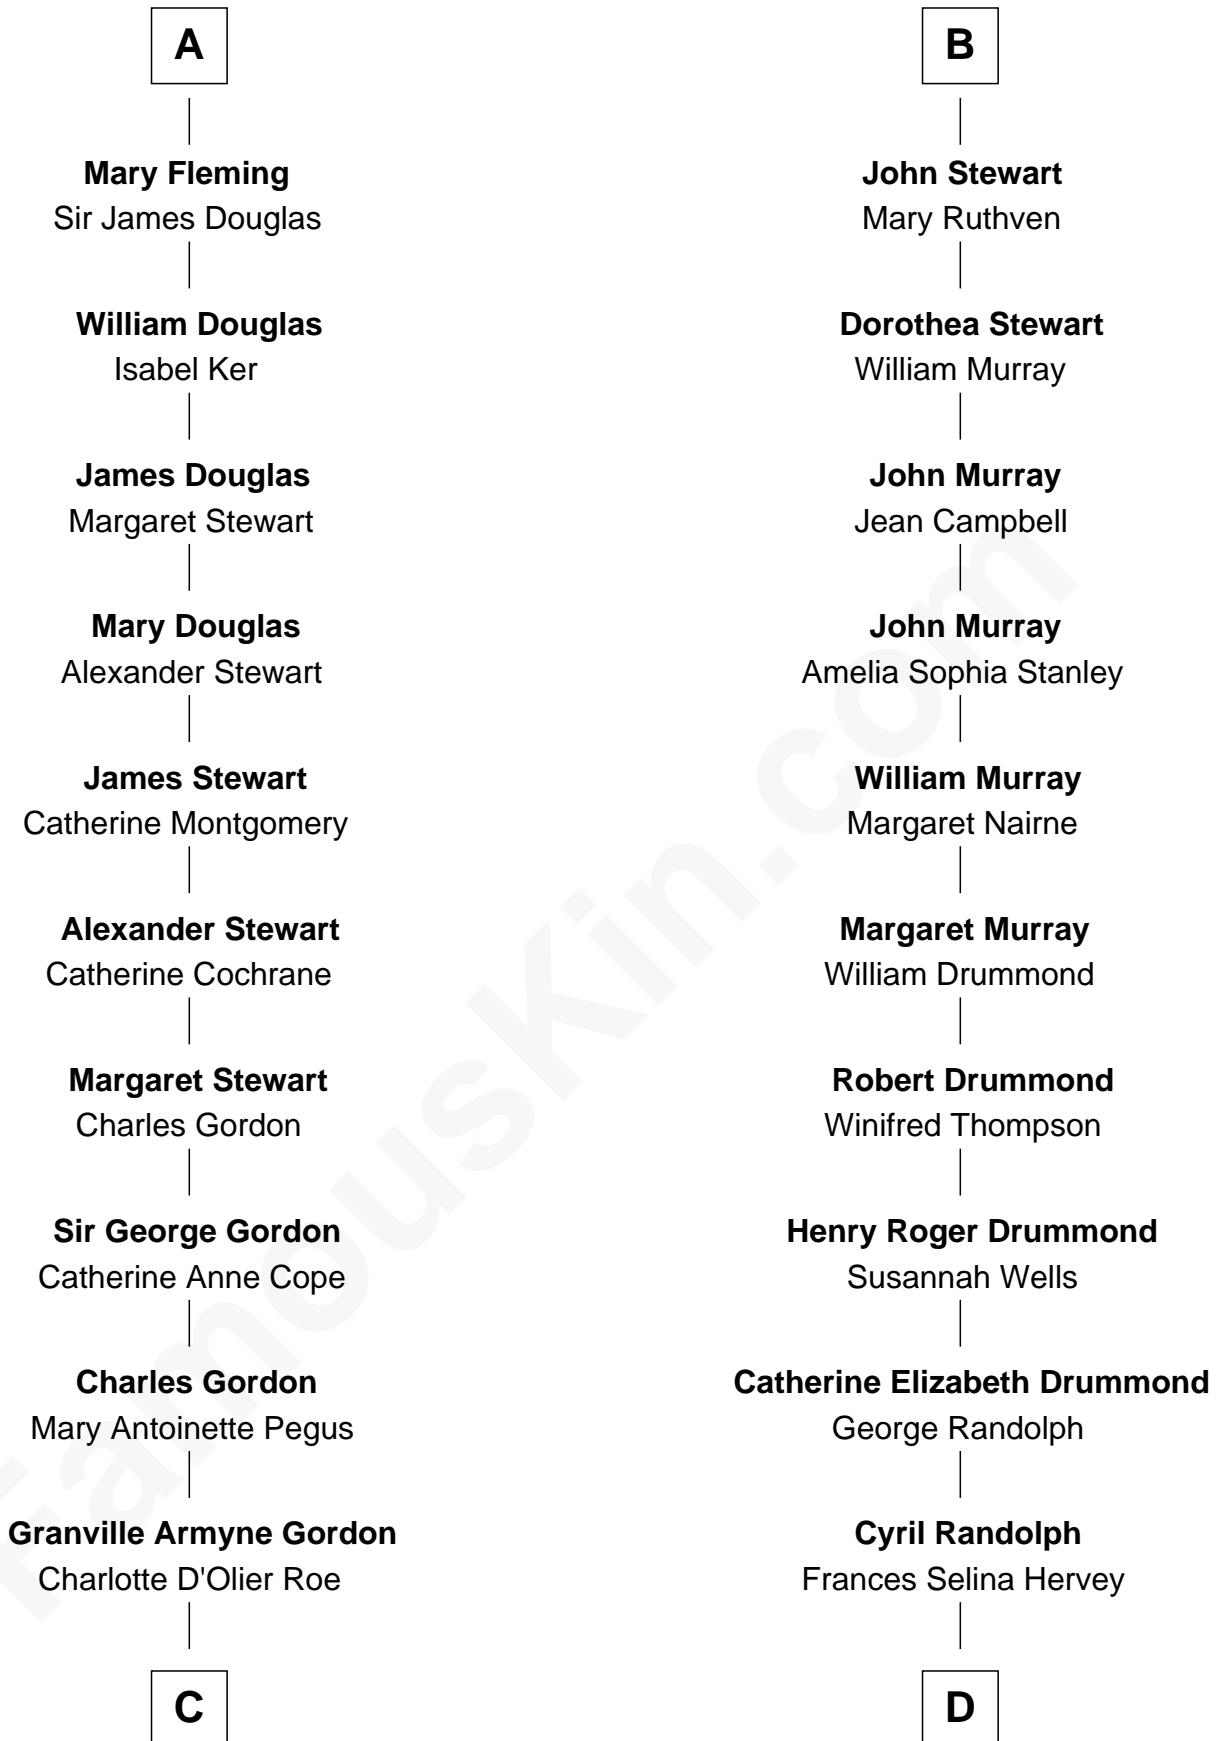 A
Mary Fleming
Sir James Douglas
William Douglas
Isabel Ker
James Douglas
Margaret Stewart
Mary Douglas
Alexander Stewart
James Stewart
Catherine Montgomery
Alexander Stewart
Catherine Cochrane
Margaret Stewart
Charles Gordon
Sir George Gordon
Catherine Anne Cope
Charles Gordon
Mary Antoinette Pegus
Granville Armyne Gordon
Charlotte D'Olier Roe
C
B
John Stewart
Mary Ruthven
Dorothea Stewart
William Murray
John Murray
Jean Campbell
John Murray
Amelia Sophia Stanley
William Murray
Margaret Nairne
Margaret Murray
William Drummond
Robert Drummond
Winifred Thompson
Henry Roger Drummond
Susannah Wells
Catherine Elizabeth Drummond
George Randolph
Cyril Randolph
Frances Selina Hervey
D
FamousKin.com